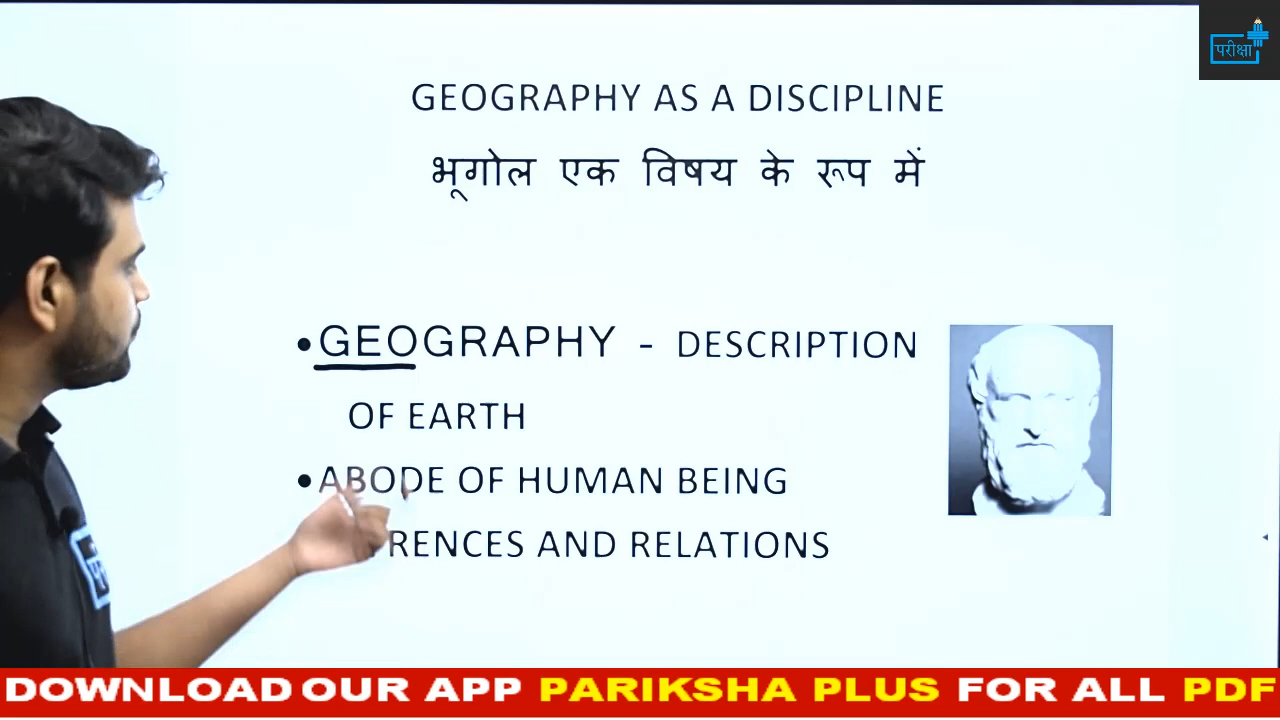 परीक्षा
GEOGRAPHY AS A DISCIPLINE
भूगोल एक विषय के रूप में
•GEOGRAPHY - DESCRIPTION
OF EARTH
•ABODE OF HUMAN BEING
RENCES AND RELATIONS
DOWNLOAD OUR APP PARIKSHA PLUS FOR ALL PDF